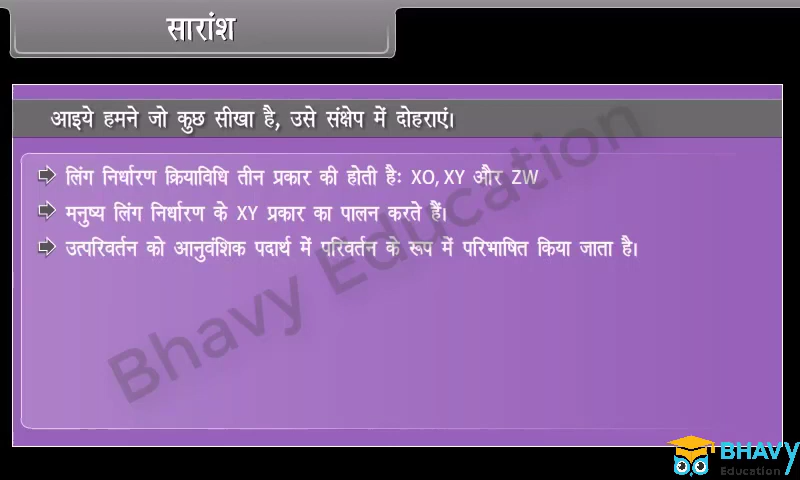 सारांश
आइये हमने जो कुछ सीखा है, उसे संक्षेप में दोहराएं।
लिंग निर्धारण क्रियाविधि तीन प्रकार की होती हैः XO, XY और ZW
मनुष्य लिंग निर्धारण के XY प्रकार का पालन करते हैं।
उत्परिवर्तन को आनुवंशिक पदार्थ में परिवर्तन के रूप में परिभाषित किया जाता है।
Bhavy Education
BHAVY
Education